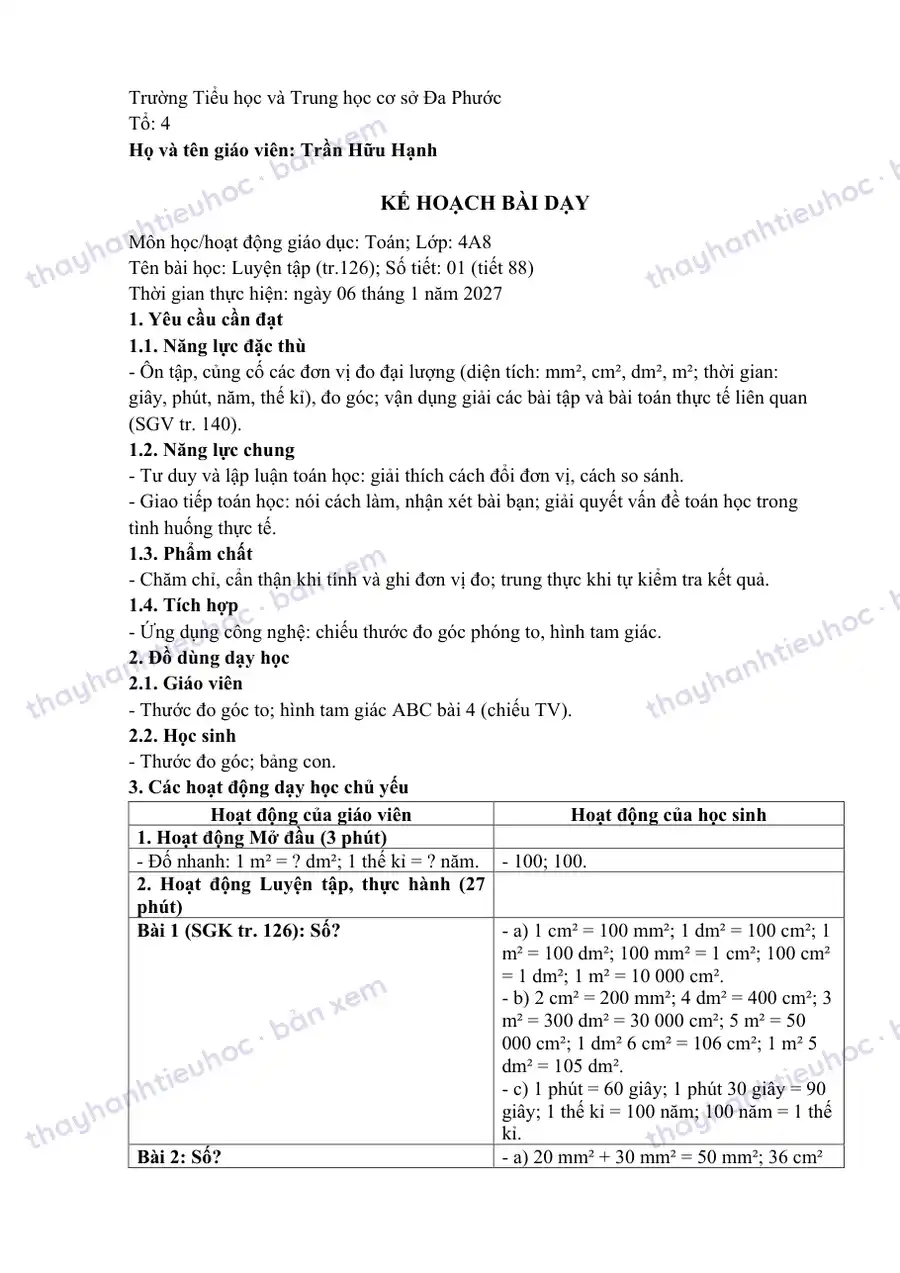 Trường Tiểu học và Trung học cơ sở Đa Phước
Tổ: 4
Họ và tên giáo viên: Trần Hữu Hạnh
KẾ HOẠCH BÀI DẠY
Môn học/hoạt động giáo dục: Toán; Lớp: 4A8
Tên bài học: Luyện tập (tr.126); Số tiết: 01 (tiết 88)
Thời gian thực hiện: ngày 06 tháng 1 năm 2027
1. Yêu cầu cần đạt
1.1. Năng lực đặc thù
- Ôn tập, củng cố các đơn vị đo đại lượng (diện tích: mm², cm², dm², m²; thời gian:
giây, phút, năm, thế kỉ), đo góc; vận dụng giải các bài tập và bài toán thực tế liên quan
(SGV tr. 140).
1.2. Năng lực chung
- Tư duy và lập luận toán học: giải thích cách đổi đơn vị, cách so sánh.
- Giao tiếp toán học: nói cách làm, nhận xét bài bạn; giải quyết vấn đề toán học trong
tình huống thực tế.
1.3. Phẩm chất
- Chăm chỉ, cẩn thận khi tính và ghi đơn vị đo; trung thực khi tự kiểm tra kết quả.
1.4. Tích hợp
- Ứng dụng công nghệ: chiếu thước đo góc phóng to, hình tam giác.
2. Đồ dùng dạy học
2.1. Giáo viên
- Thước đo góc to; hình tam giác ABC bài 4 (chiếu TV).
2.2. Học sinh
- Thước đo góc; bảng con.
3. Các hoạt động dạy học chủ yếu
Hoạt động của giáo viên
Hoạt động của học sinh
1. Hoạt động Mở đầu (3 phút)
- Đố nhanh: 1 m² = ? dm²; 1 thế kỉ = ? năm.
- 100; 100.
2. Hoạt động Luyện tập, thực hành (27
phút)
Bài 1 (SGK tr. 126): Số?
- a) 1 cm² = 100 mm²; 1 dm² = 100 cm²; 1
m² = 100 dm²; 100 mm² = 1 cm²; 100 cm²
= 1 dm²; 1 m² = 10 000 cm².
- b) 2 cm² = 200 mm²; 4 dm² = 400 cm²; 3
m² = 300 dm² = 30 000 cm²; 5 m² = 50
000 cm²; 1 dm² 6 cm² = 106 cm²; 1 m² 5
dm² = 105 dm².
- c) 1 phút = 60 giây; 1 phút 30 giây = 90
giây; 1 thế kỉ = 100 năm; 100 năm = 1 thế
kỉ.
Bài 2: Số?
- a) 20 mm² + 30 mm² = 50 mm²; 36 cm²
thayhanhtieuhoc · bản xem
thayhanhtieuhoc · b
thayhanhtieuhoc · bản xem
thayhanhtieuhoc · b
thayhanhtieuhoc · bản xem
thayhanhtieuhoc · b